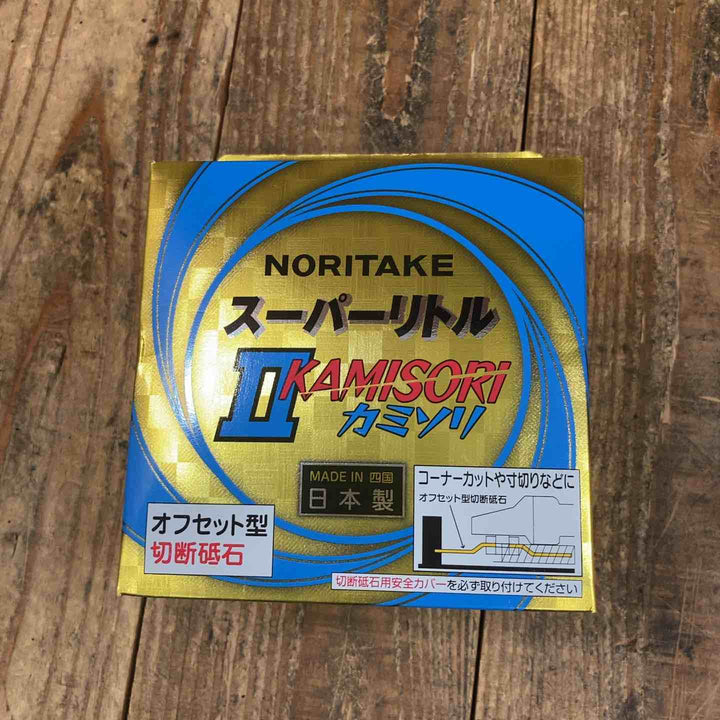 NORITAKE
スーパーリトル
II KAMISORI
カミソリ
MADE IN 四国
日本製
オフセット型
切断砥石
コーナーカットや寸切りなどに
オフセット型切断砥石
切断砥石用安全カバーを必ず取り付けてください